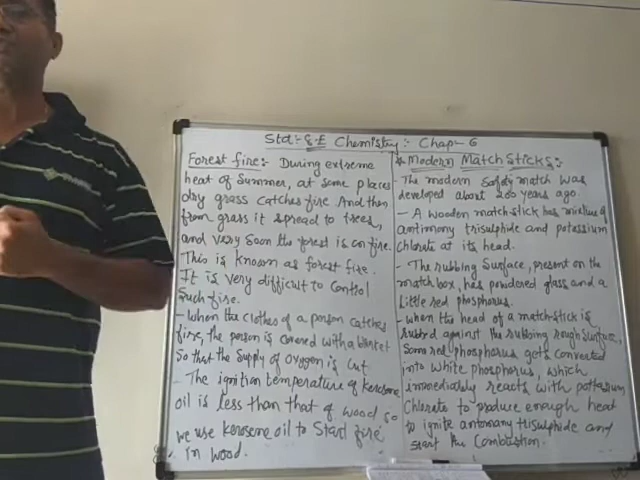 Std:- 8-E Chemistry:- Chap-6
Forest fire:- During extreme
heat of Summer, at some places
dry grass catches fire And then
from grass it spread to trees,
and very soon the forest is on fire.
This is known as forest fire.
It is very difficult to control
such fire.
- When the clothes of a person catches
fire, the person is covered with a blanket
So that the supply of oxygen is cut
- The ignition temperature of kerosene
oil is less than that of wood so
we use kerosene oil to start fire
in wood.
* Modern Match Sticks:-
- The modern safety match was
developed about 200 years ago.
- A wooden matchstick has mixture of
antimony trisulphide and potassium
chlorate at its head.
- The rubbing surface, present on the
match box, has powdered glass and a
little red phosphorus.
- When the head of a matchstick is
rubbed against the rubbing rough surface,
Some red phosphorus gets converted
into white phosphorus, which
immediately reacts with potassium
Chlorate to produce enough heat
to ignite antomany trisulphide and
start the Combustion.